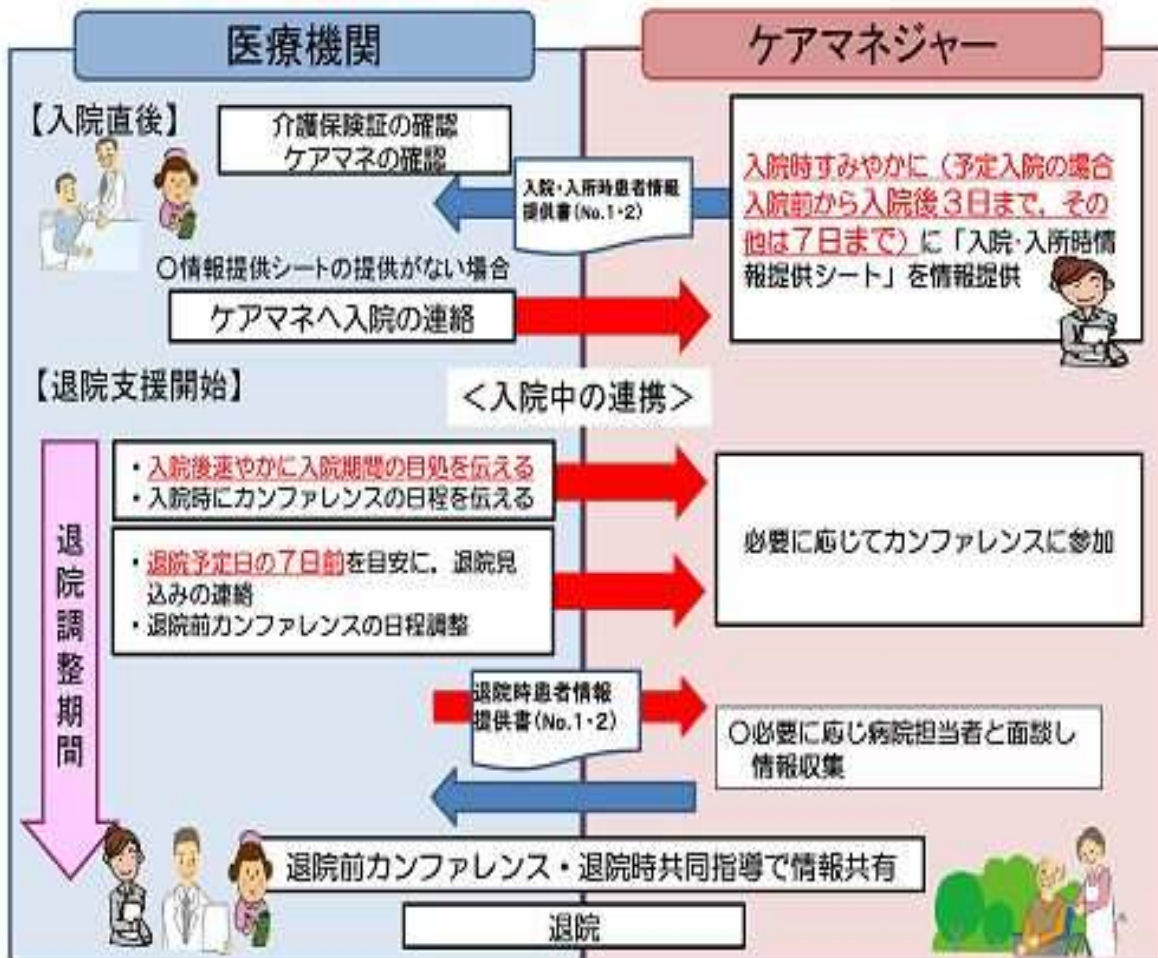 医療機関
ケアマネジャー
【入院直後】
介護保険証の確認
ケアマネの確認
入院・入所時患者情報
提供書(No.1・2)
入院時すみやかに（予定入院の場合
入院前から入院後３日まで，その
他は７日まで）に「入院・入所時情
報提供シート」を情報提供
○情報提供シートの提供がない場合
ケアマネへ入院の連絡
【退院支援開始】
＜入院中の連携＞
退院調整期間
・入院後速やかに入院期間の目処を伝える
・入院時にカンファレンスの日程を伝える
必要に応じてカンファレンスに参加
・退院予定日の７日前を目安に，退院見
込みの連絡
・退院前カンファレンスの日程調整
退院時患者情報
提供書(No.1・2)
○必要に応じ病院担当者と面談し
情報収集
退院前カンファレンス・退院時共同指導で情報共有
退院